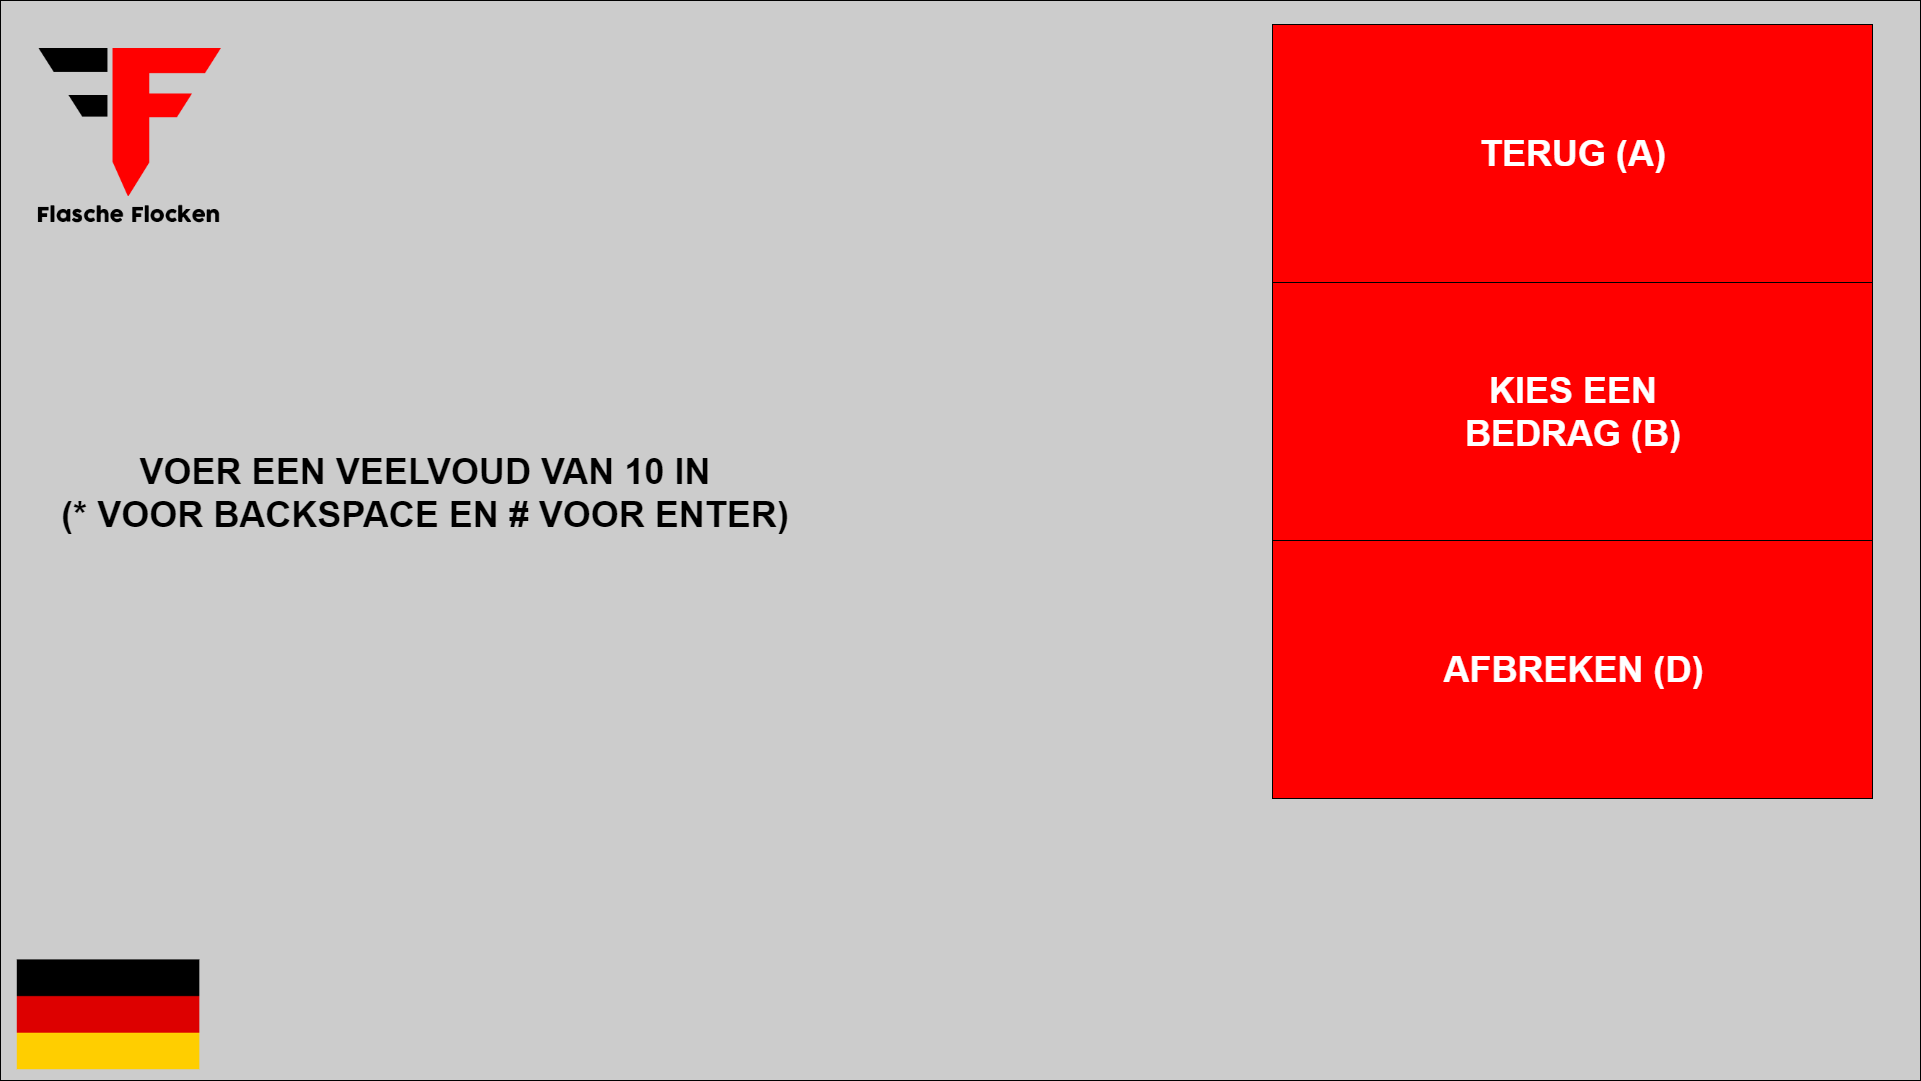 Flasche Flocken
VOER EEN VEELVOUD VAN 10 IN
(* VOOR BACKSPACE EN # VOOR ENTER)
TERUG (A)
KIES EEN
BEDRAG (B)
AFBREKEN (D)